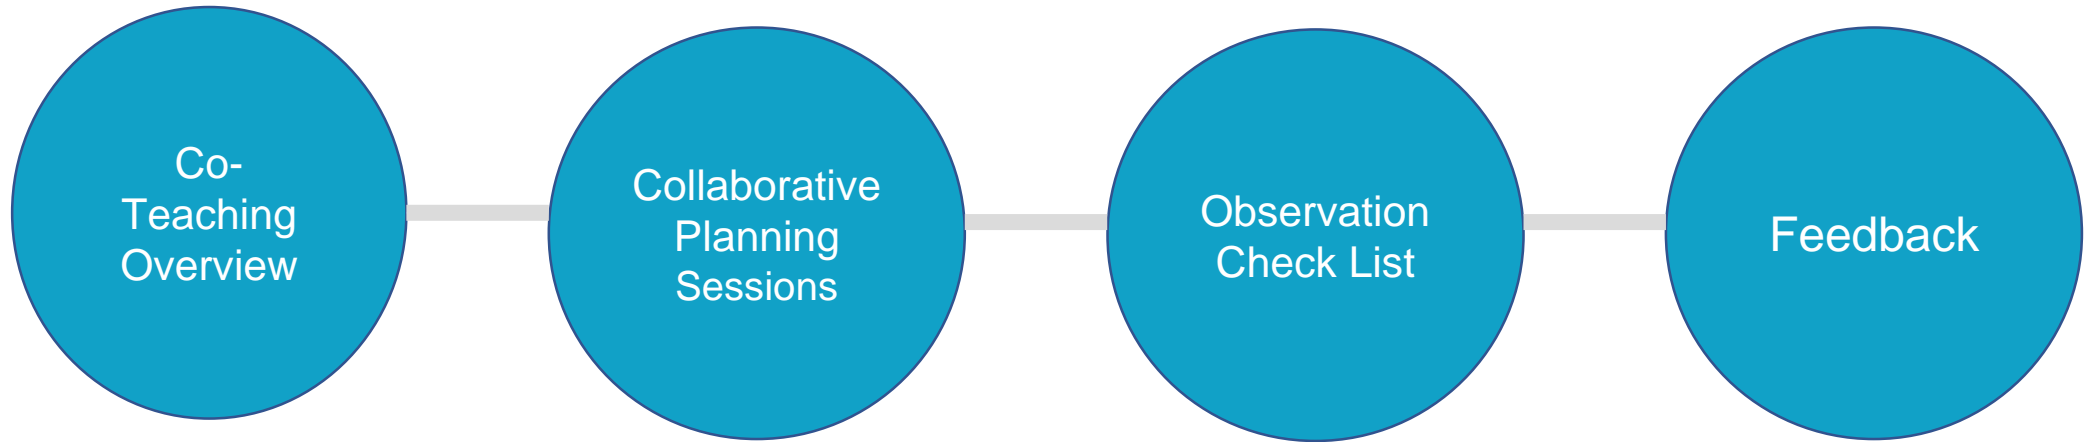 Co-
Teaching
Overview
Collaborative
Planning
Sessions
Observation
Check List
Feedback